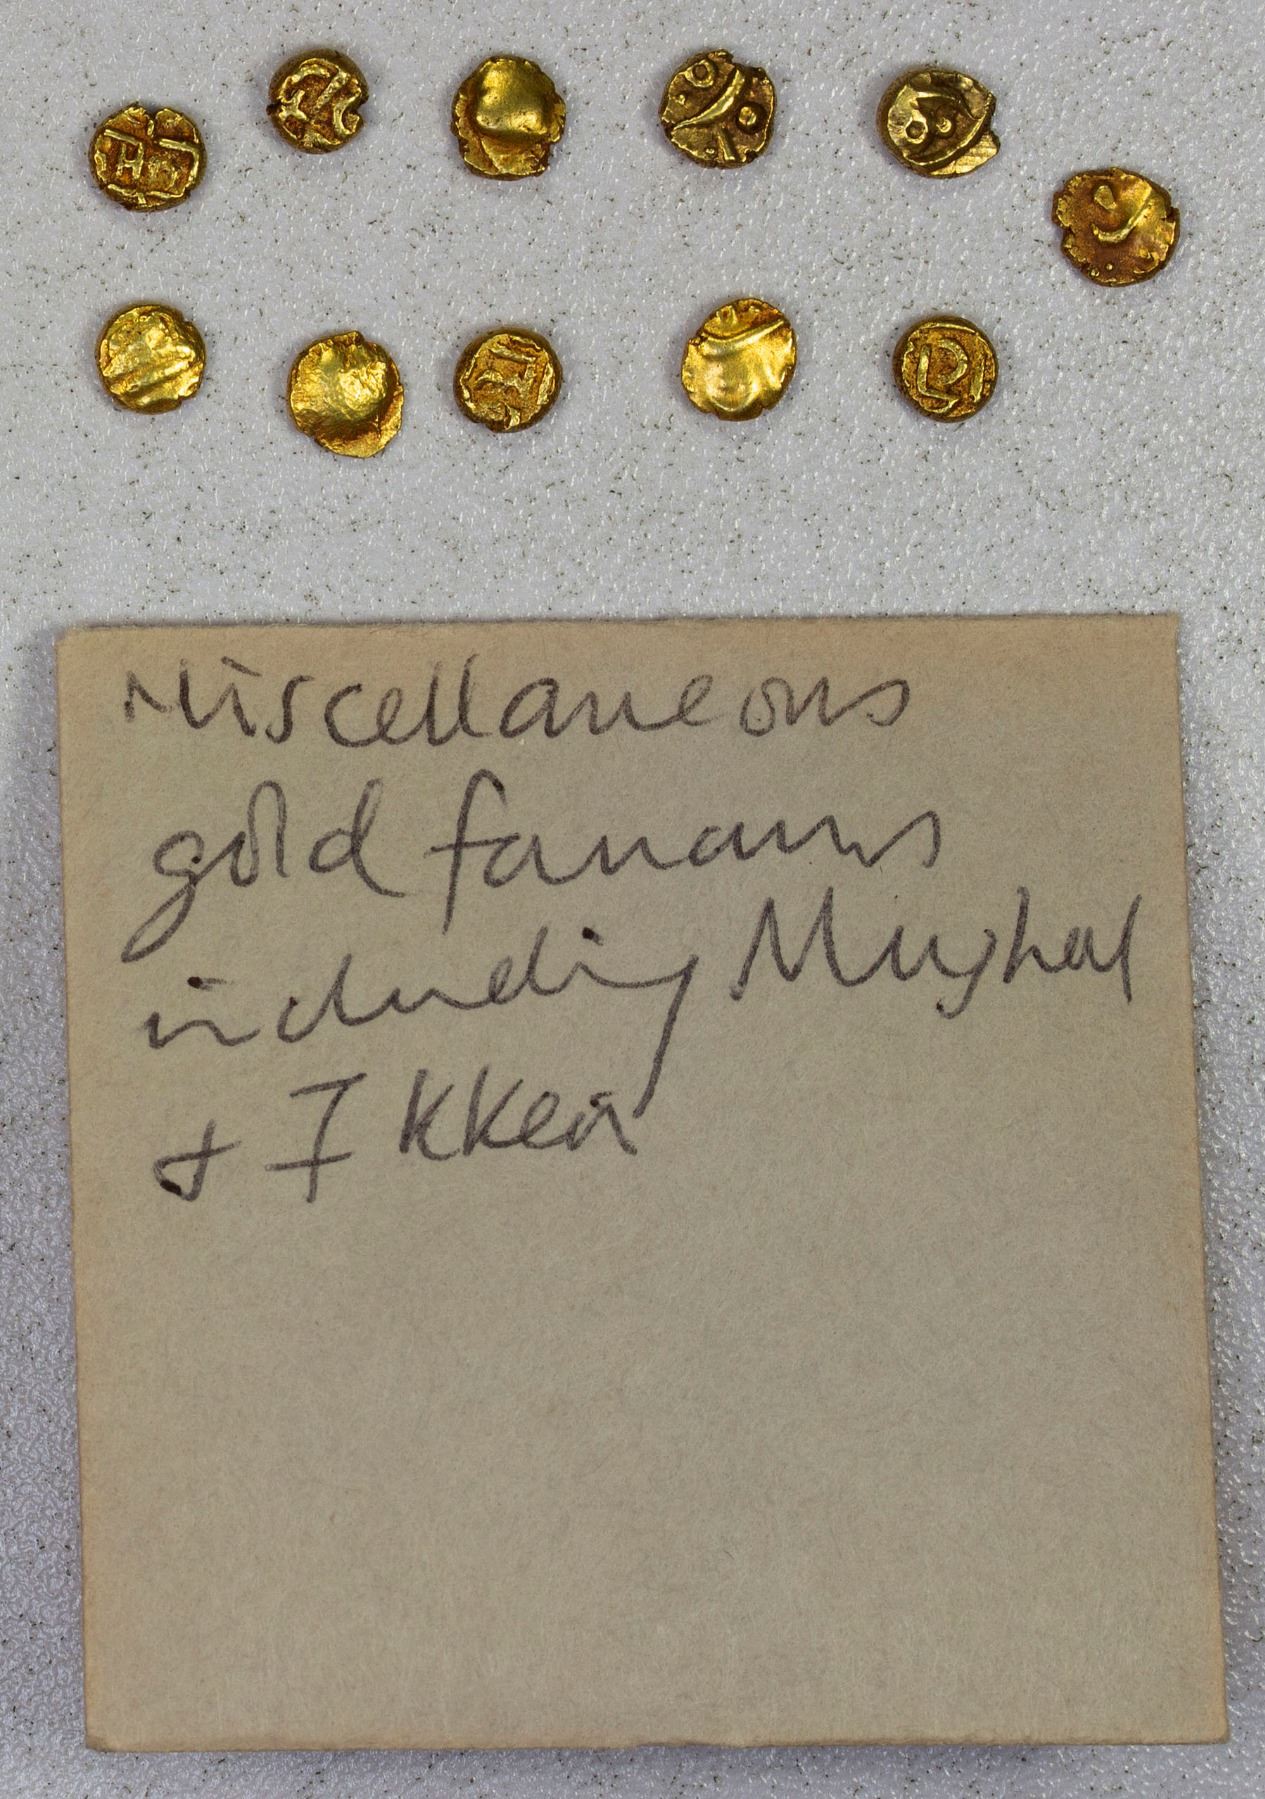 Miscellaneous
gold fanams
including Mughal
+ Ikkeri